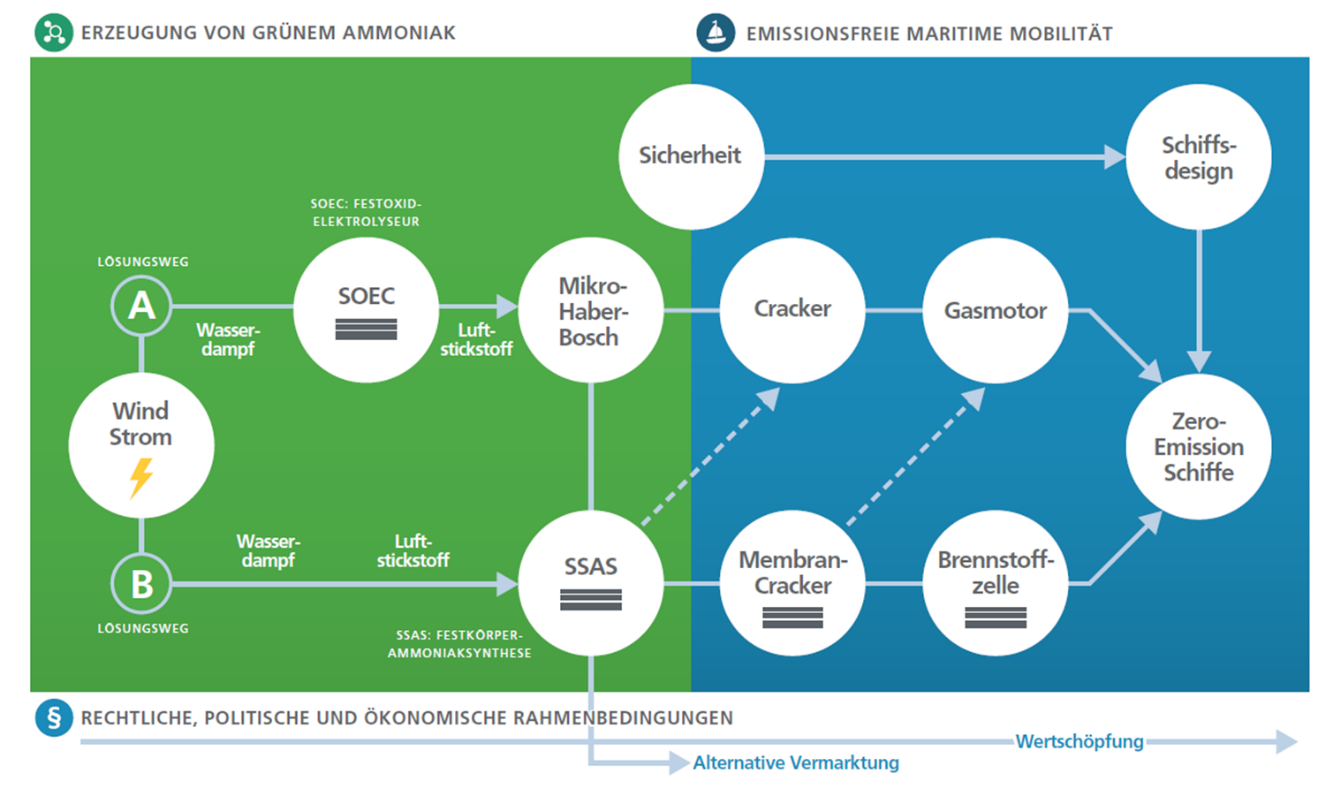 ERZEUGUNG VON GRÜNEM AMMONIAK
EMISSIONSFREIE MARITIME MOBILITÄT
Sicherheit
Schiffs-
design
SOEC: FESTOXID-
ELEKTROLYSEUR
LÖSUNGSWEG
A
Wasser-
dampf
SOEC
Luft-
stickstoff
Mikro-
Haber-
Bosch
Cracker
Gasmotor
Wind
Strom
Zero-
Emission
Schiffe
B
LÖSUNGSWEG
Wasser-
dampf
Luft-
stickstoff
SSAS
SSAS: FESTKÖRPER-
AMMONIAKSYNTHESE
Membran-
Cracker
Brennstoff-
zelle
§ RECHTLICHE, POLITISCHE UND ÖKONOMISCHE RAHMENBEDINGUNGEN
Wertschöpfung
Alternative Vermarktung